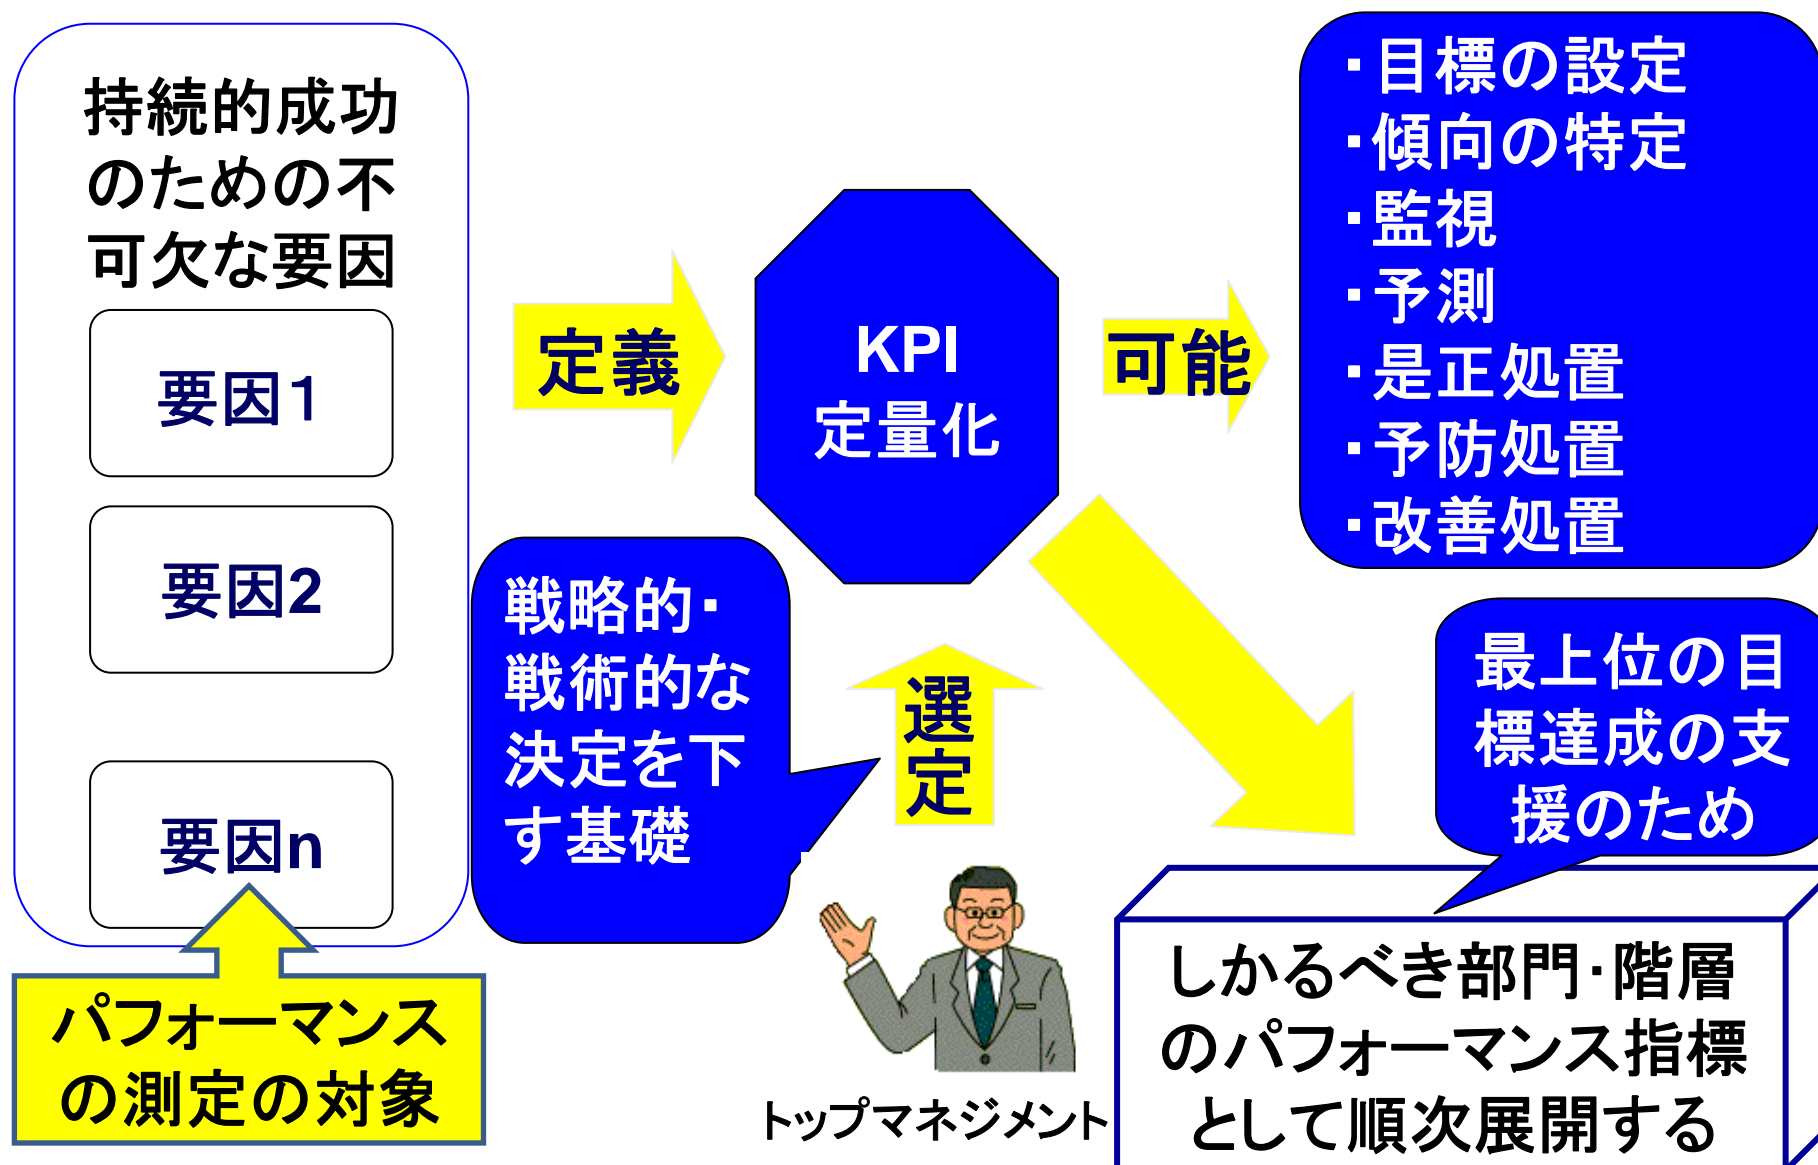 持続的成功
のための不
可欠な要因
要因１
要因2
要因n
パフォーマンス
の測定の対象
定義
KPI
定量化
可能
・目標の設定
・傾向の特定
・監視
・予測
・是正処置
・予防処置
・改善処置
戦略的・
戦術的な
決定を下
す基礎
選
定
トップマネジメント
最上位の目
標達成の支
援のため
しかるべき部門・階層
のパフォーマンス指標
として順次展開する